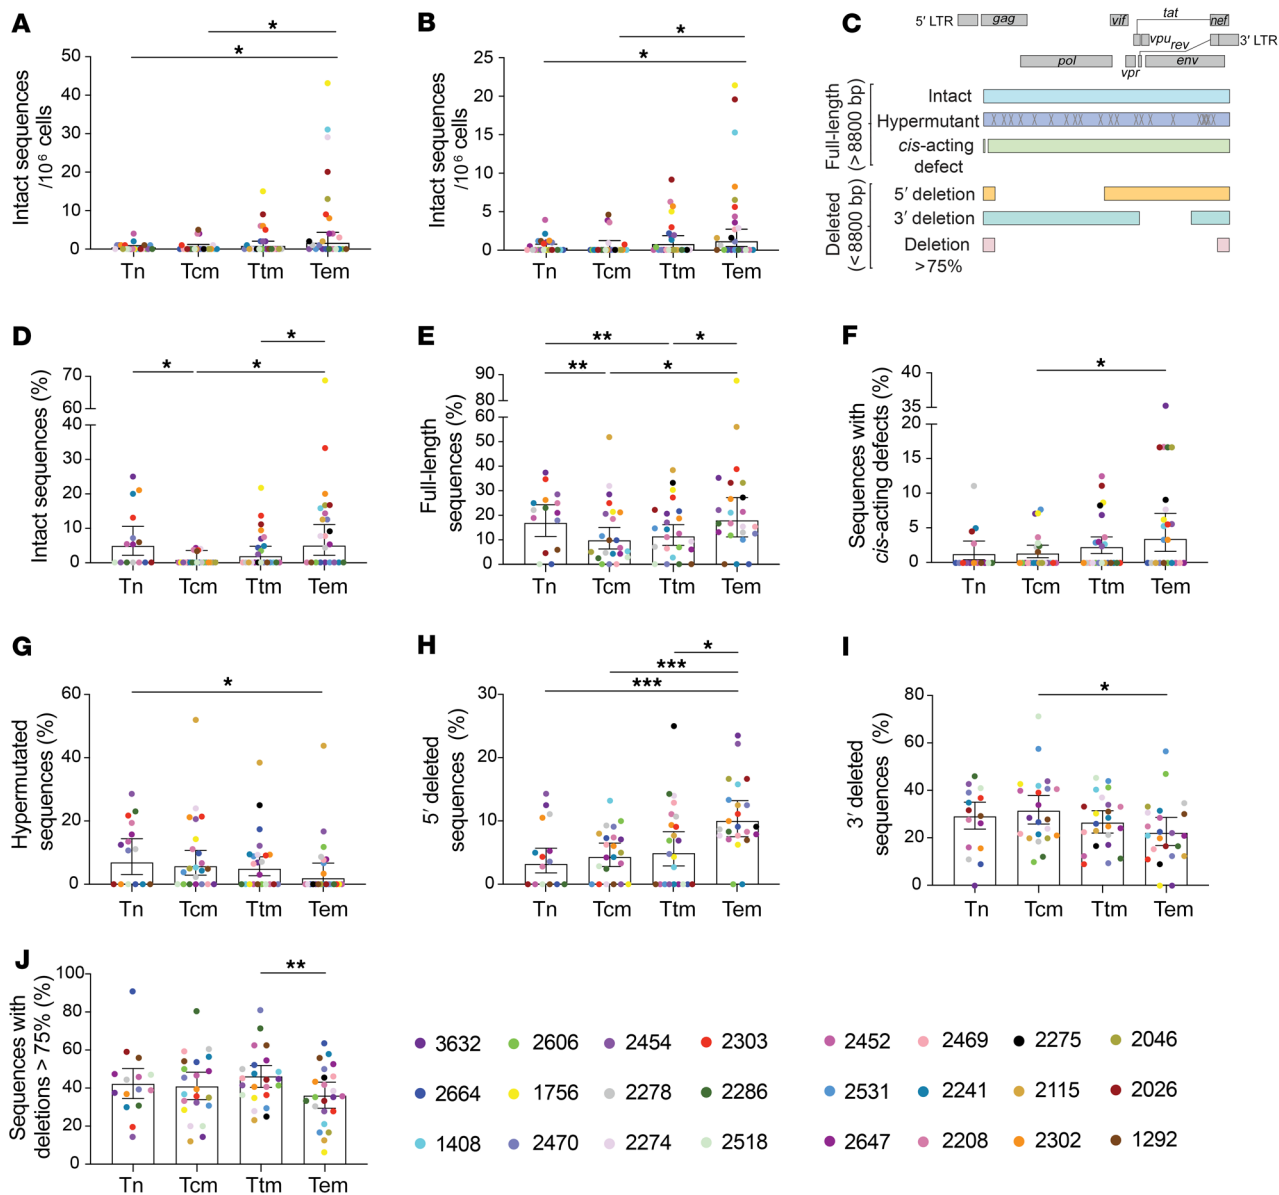 A
*
*
Intact sequences
/10⁶ cells
50
40
30
20
10
0
Tn Tcm Ttm Tem
B
*
*
Intact sequences
/10⁶ cells
25
20
15
10
5
0
Tn Tcm Ttm Tem
C
5′ LTR gag vif tat nef
vpu rev 3′ LTR
pol vpr env
Full-length
(>8800 bp)
Intact
Hypermutant
cis-acting
defect
Deleted
(<8800 bp)
5′ deletion
3′ deletion
Deletion
>75%
D
*
* *
Intact sequences (%)
70
60
40
30
20
10
0
Tn Tcm Ttm Tem
E
** *
** *
Full-length
sequences (%)
90
80
60
50
40
30
20
10
0
Tn Tcm Ttm Tem
F
*
Sequences with
cis-acting defects (%)
40
35
20
15
10
5
0
Tn Tcm Ttm Tem
G
*
Hypermutated
sequences (%)
60
40
20
0
Tn Tcm Ttm Tem
H
*
***
***
5′ deleted
sequences (%)
30
20
10
0
Tn Tcm Ttm Tem
I
*
3′ deleted
sequences (%)
80
60
40
20
0
Tn Tcm Ttm Tem
J
**
Sequences with
deletions > 75% (%)
100
80
60
40
20
0
Tn Tcm Ttm Tem
3632 2606 2454 2303 2452 2469 2275 2046
2664 1756 2278 2286 2531 2241 2115 2026
1408 2470 2274 2518 2647 2208 2302 1292